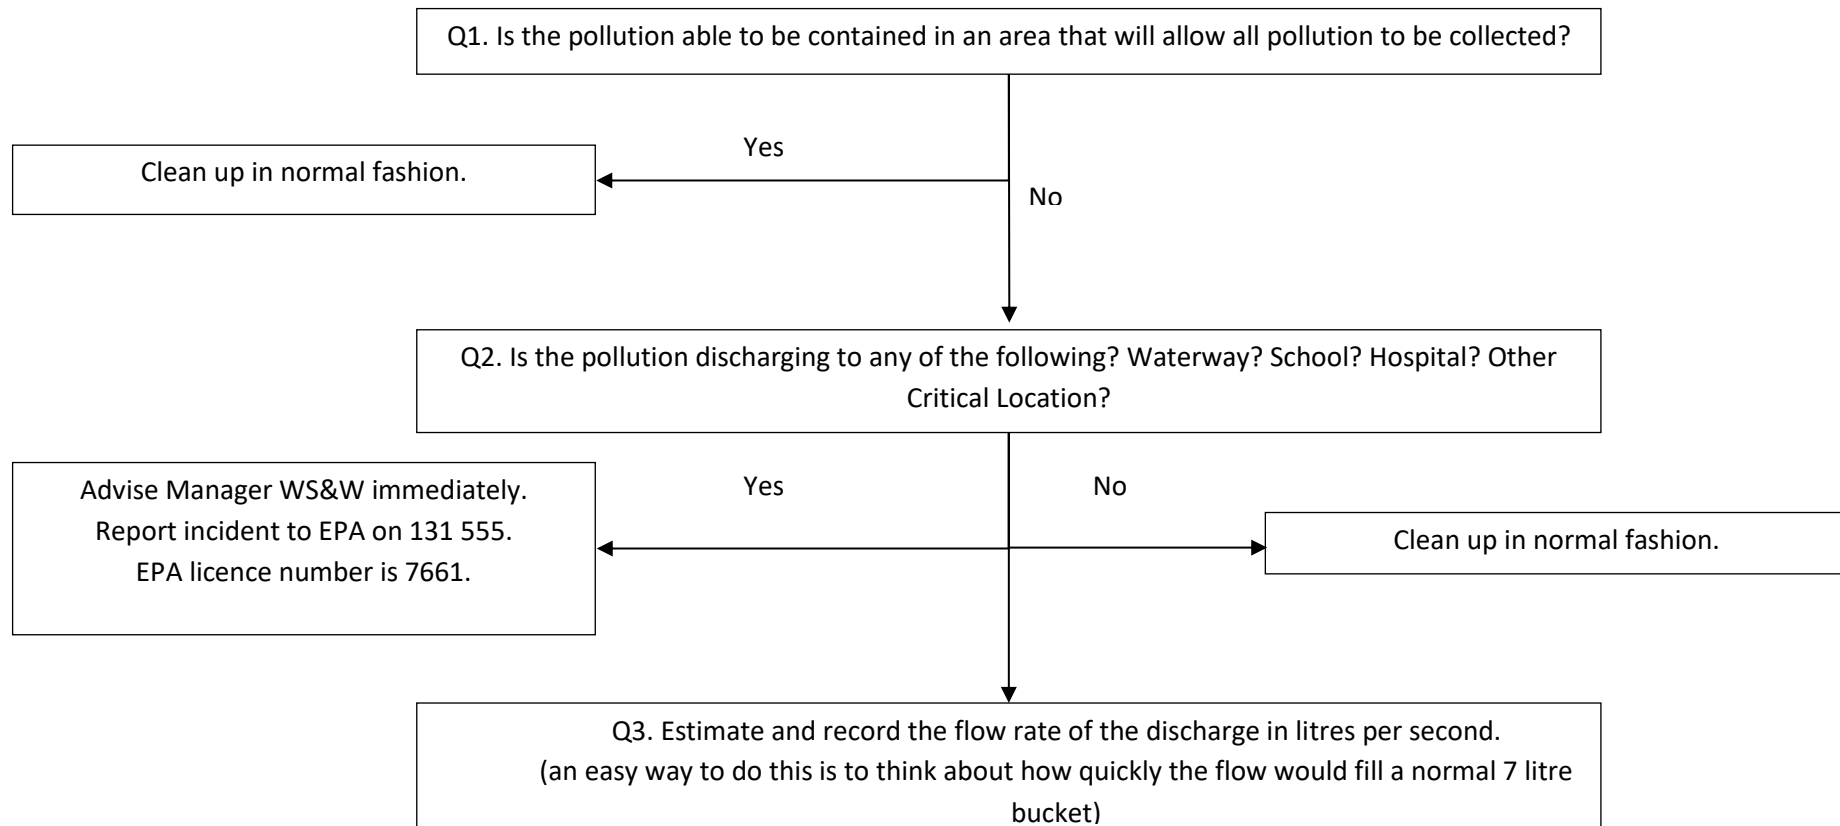 Q1. Is the pollution able to be contained in an area that will allow all pollution to be collected?
Yes
Clean up in normal fashion.
No
Q2. Is the pollution discharging to any of the following? Waterway? School? Hospital? Other
Critical Location?
Advise Manager WS&W immediately.
Report incident to EPA on 131 555.
EPA licence number is 7661.
Yes
No
Clean up in normal fashion.
Q3. Estimate and record the flow rate of the discharge in litres per second.
(an easy way to do this is to think about how quickly the flow would fill a normal 7 litre
bucket)